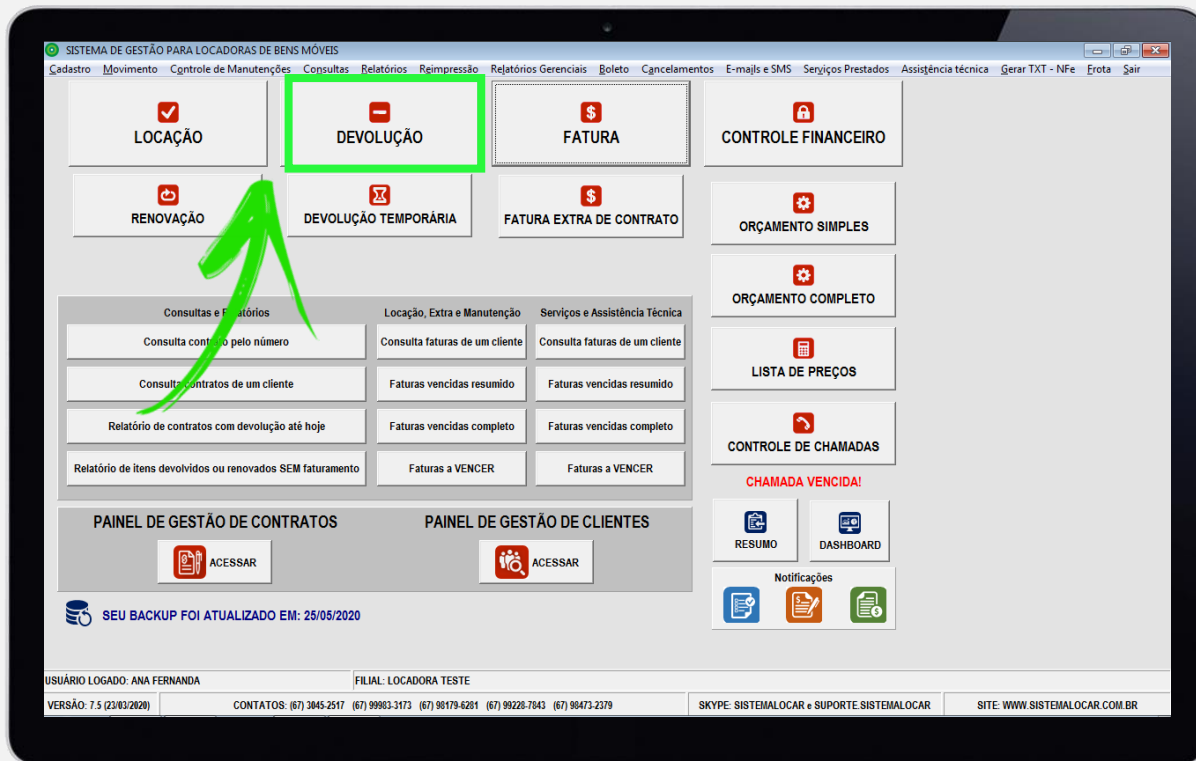 SISTEMA DE GESTÃO PARA LOCADORAS DE BENS MÓVEIS
Cadastro Movimento Controle de Manutenções Consultas Relatórios Reimpressão Relatórios Gerenciais Boleto Cancelamentos E-mails e SMS Serviços Prestados Assistência técnica Gerar TXT - NFe Frota Sair
LOCAÇÃO
DEVOLUÇÃO
FATURA
CONTROLE FINANCEIRO
RENOVAÇÃO
DEVOLUÇÃO TEMPORÁRIA
FATURA EXTRA DE CONTRATO
ORÇAMENTO SIMPLES
ORÇAMENTO COMPLETO
LISTA DE PREÇOS
CONTROLE DE CHAMADAS
CHAMADA VENCIDA!
Consultas e Relatórios
Locação, Extra e Manutenção
Serviços e Assistência Técnica
Consulta contrato pelo número
Consulta faturas de um cliente
Consulta faturas de um cliente
Consulta contratos de um cliente
Faturas vencidas resumido
Faturas vencidas resumido
Relatório de contratos com devolução até hoje
Faturas vencidas completo
Faturas vencidas completo
Relatório de itens devolvidos ou renovados SEM faturamento
Faturas a VENCER
Faturas a VENCER
PAINEL DE GESTÃO DE CONTRATOS
PAINEL DE GESTÃO DE CLIENTES
ACESSAR
ACESSAR
RESUMO
DASHBOARD
Notificações
SEU BACKUP FOI ATUALIZADO EM: 25/05/2020
USUÁRIO LOGADO: ANA FERNANDA
FILIAL: LOCADORA TESTE
VERSÃO: 7.5 (23/03/2020)
CONTATOS: (67) 3045-2517 (67) 99983-3173 (67) 98179-6281 (67) 99228-7843 (67) 98473-2379
SKYPE: SISTEMALOCAR e SUPORTE.SISTEMALOCAR
SITE: WWW.SISTEMALOCAR.COM.BR